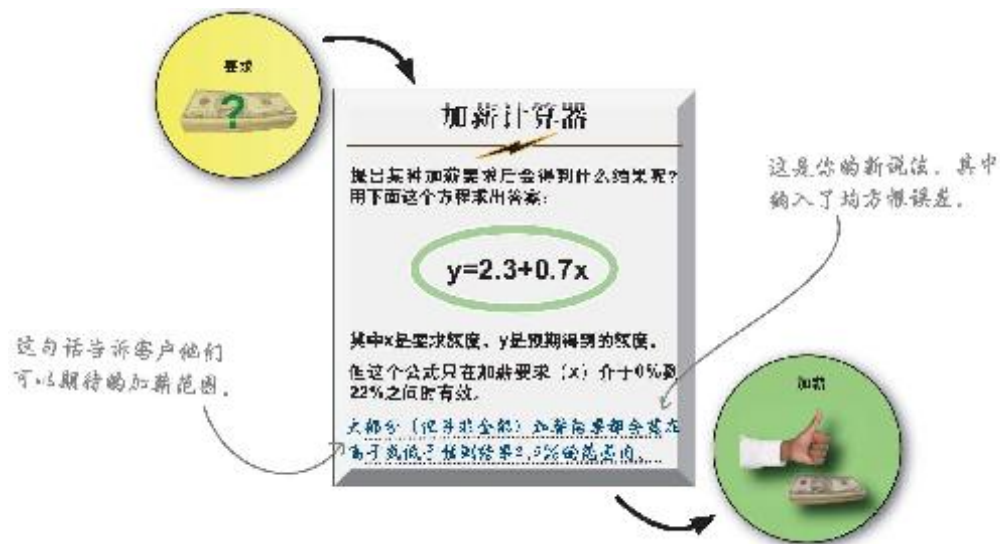 要求
?
加薪计算器
提出某种加薪要求后会得到什么结果呢?
用下面这个方程求出答案:
y=2.3+0.7x
其中x是要求额度、y是预期得到的额度。
但这个公式只在加薪要求(x)介于0%到
22%之间时有效。
大部分(但并非全部)加薪结果都会落在
高于或低于预测结果2.3%的范围内。
这是你的新说法,其中
纳入了均方根误差。
这句话告诉客户他们
可以期待的加薪范围。
加薪